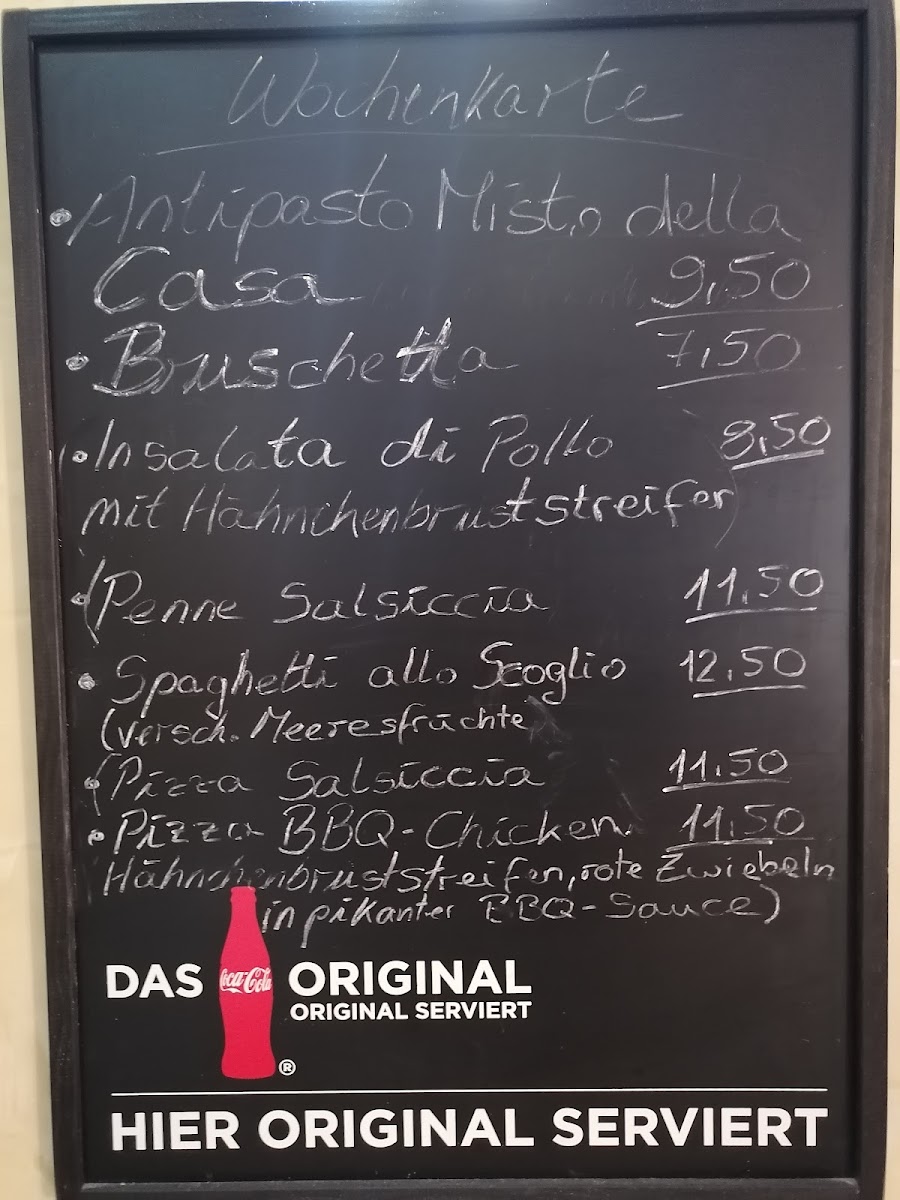 Wochenkarte
• Antipasto Misto della
Casa 9,50
• Bruschetta 7,50
• Insalata di Pollo 8,50
mit Hähnchenbruststreifen)
• Penne Salsiccia 11,50
• Spaghetti allo Scoglio 12,50
(versch. Meeresfrüchte
• Pizza Salsiccia 11,50
• Pizza BBQ-Chicken 11,50
Hähnchenbruststreifen, rote Zwiebeln
in pikanter BBQ-Sauce)
DAS Coca-Cola ORIGINAL
ORIGINAL SERVIERT
®
HIER ORIGINAL SERVIERT